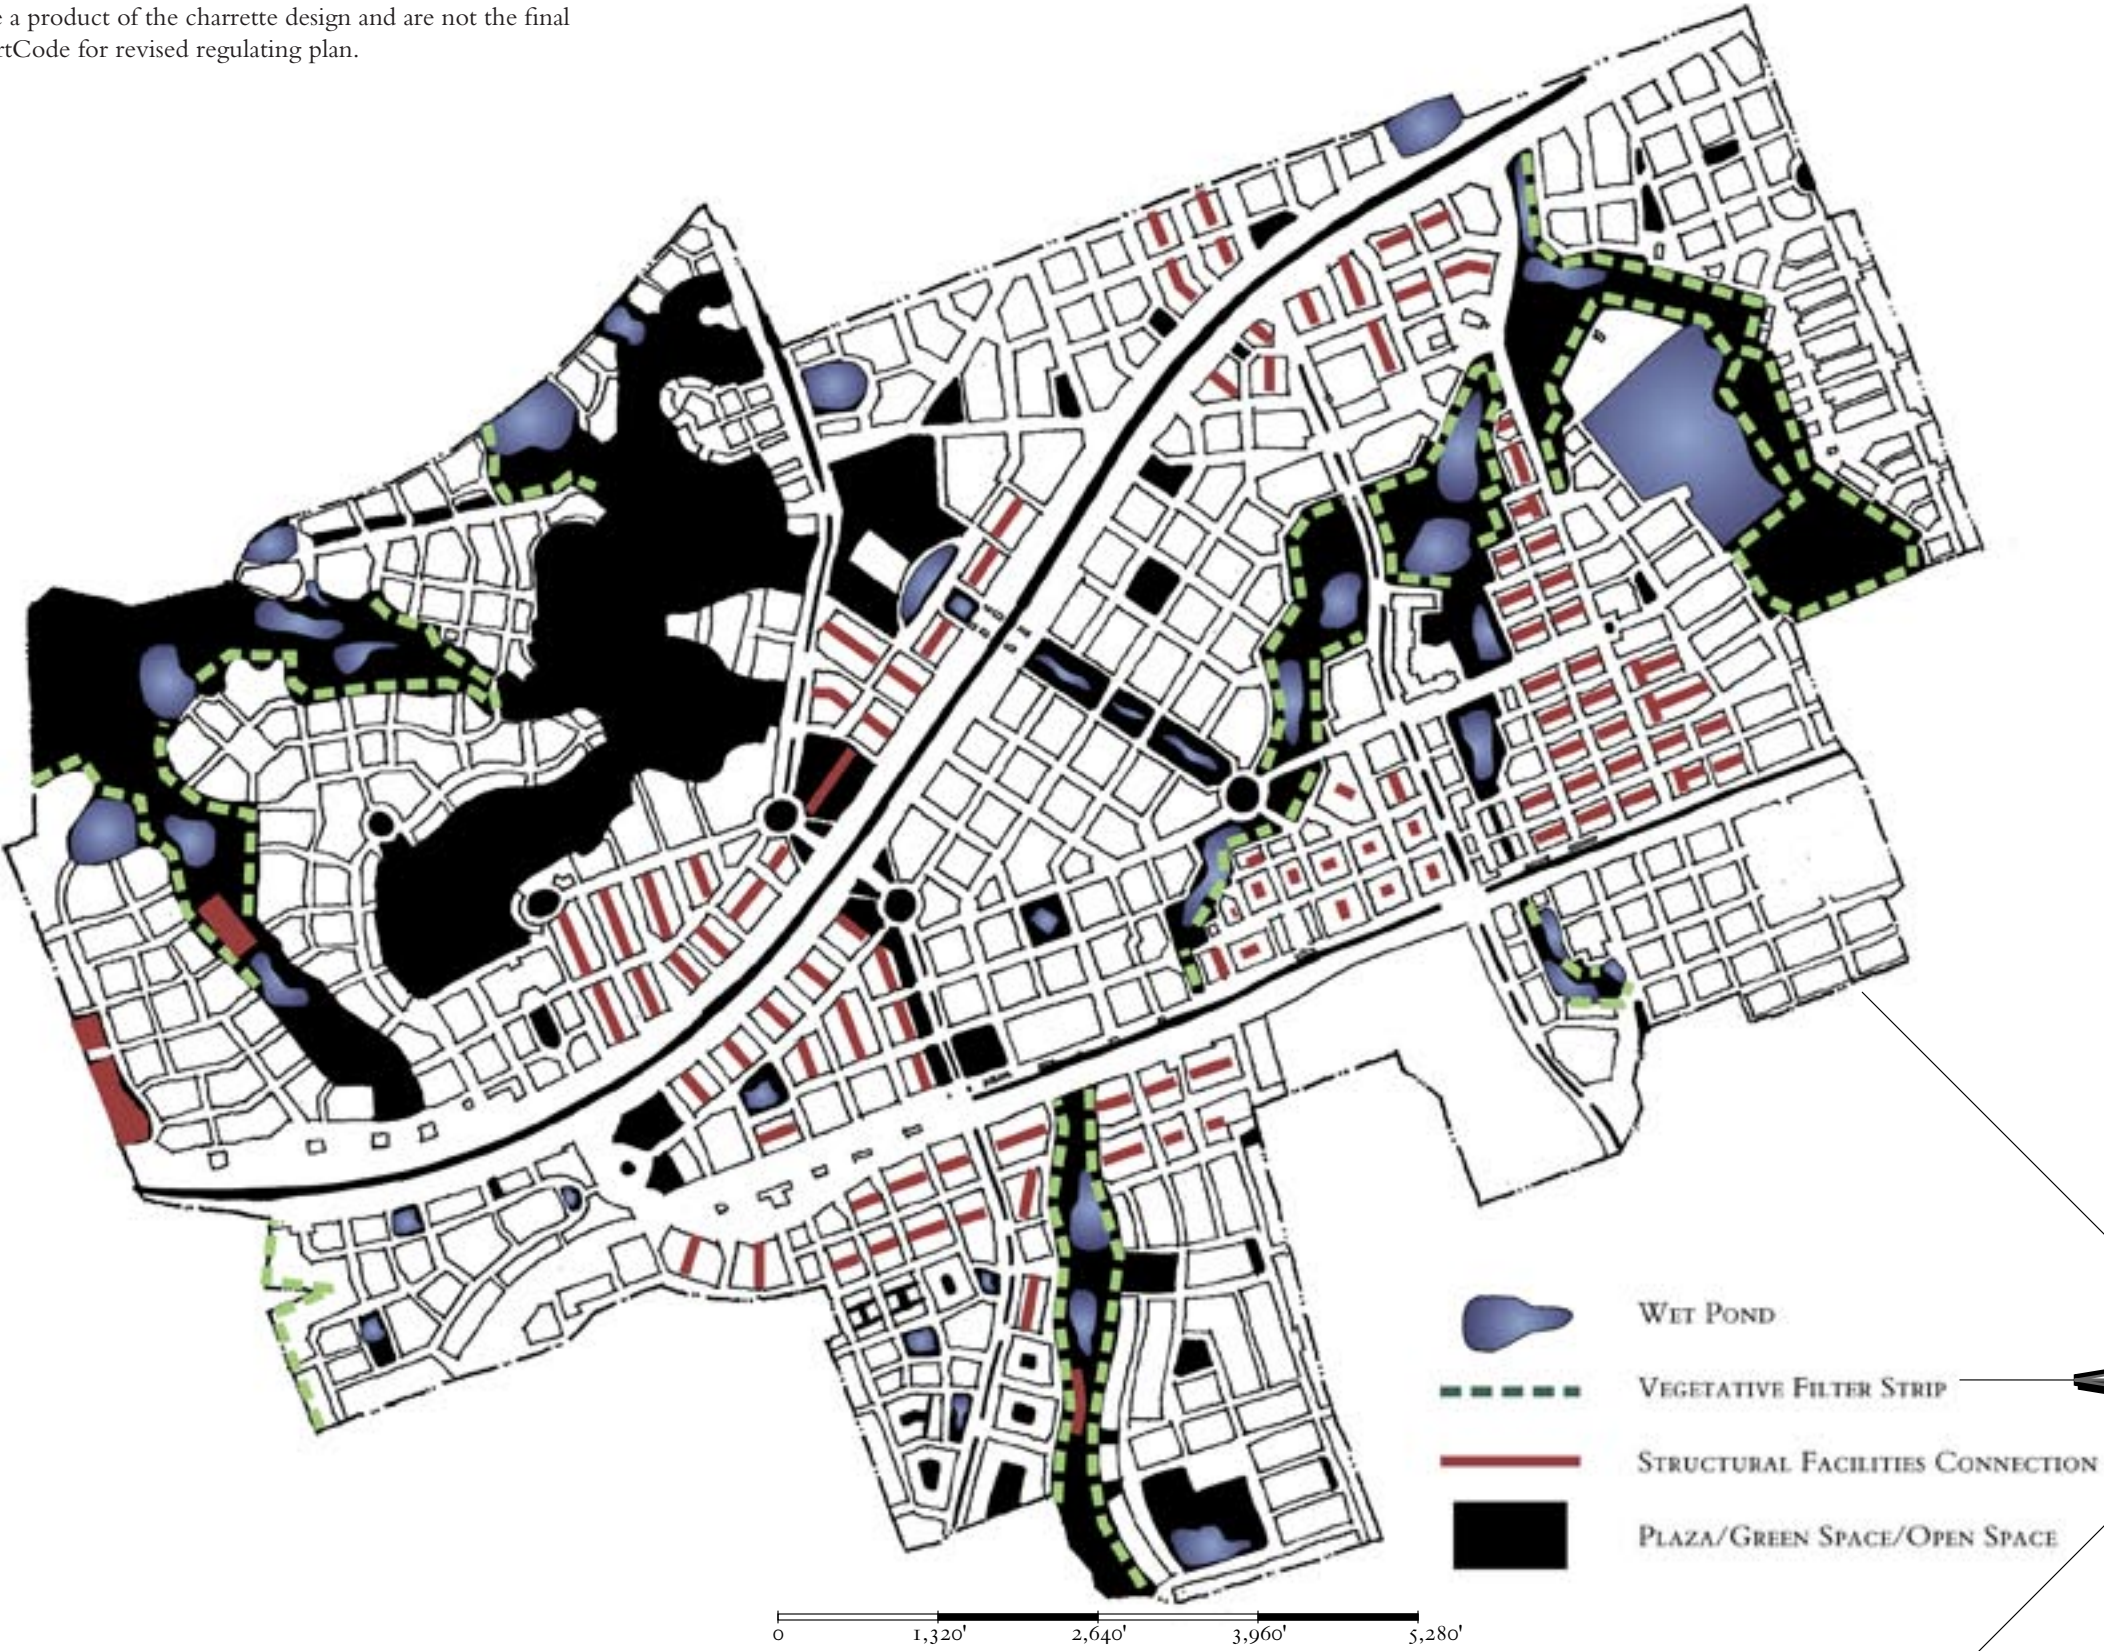 a product of the charrette design and are not the final
rtCode for revised regulating plan.
Wet Pond
Vegetative Filter Strip
Structural Facilities Connection
Plaza/Green Space/Open Space
0 1,320' 2,640' 3,960' 5,280'